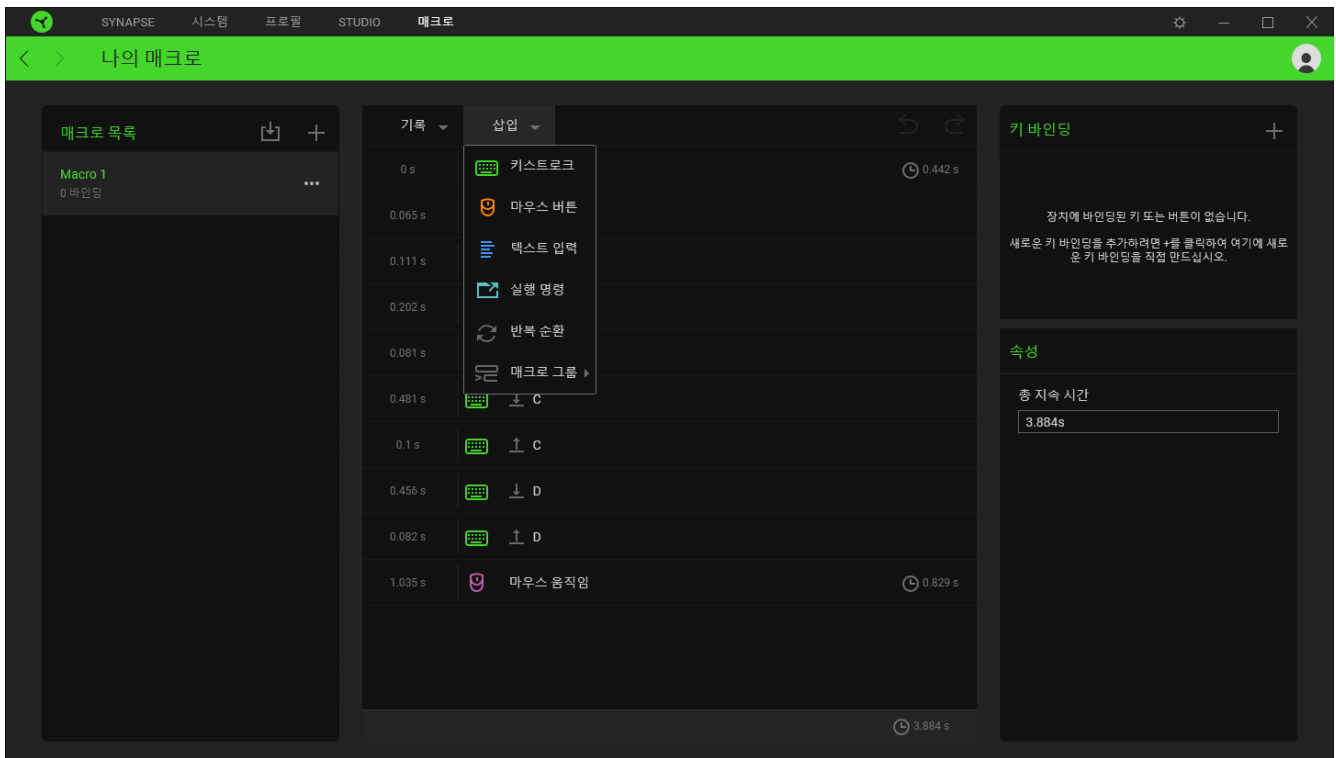 SYNAPSE 시스템 프로필 STUDIO 매크로
나의 매크로
매크로 목록
Macro 1
0 바인딩
기록 삽입
키스트로크
마우스 버튼
텍스트 입력
실행 명령
반복 순환
매크로 그룹
0 s 0.442 s
0.065 s
0.111 s
0.202 s
0.081 s
0.481 s C
0.1 s C
0.456 s D
0.082 s D
1.035 s 마우스 움직임 0.829 s
3.884 s
키 바인딩
장치에 바인딩된 키 또는 버튼이 없습니다.
새로운 키 바인딩을 추가하려면 +를 클릭하여 여기에 새로
운 키 바인딩을 직접 만드십시오.
속성
총 지속 시간
3.884s